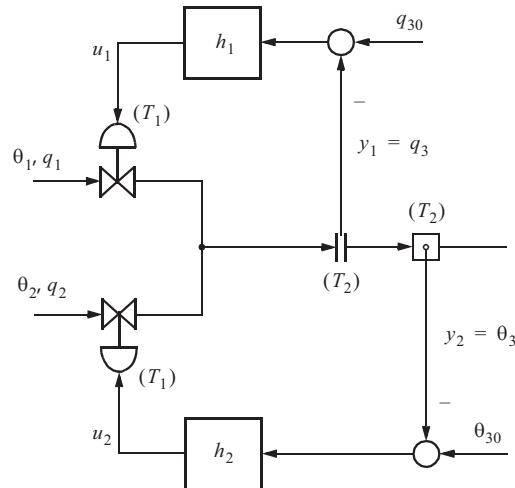 q₃₀
h₁
u₁
(T₁)
–
θ₁, q₁
y₁ = q₃
(T₂)
(T₂)
θ₂, q₂
y₂ = θ₃
(T₁)
–
u₂
θ₃₀
h₂